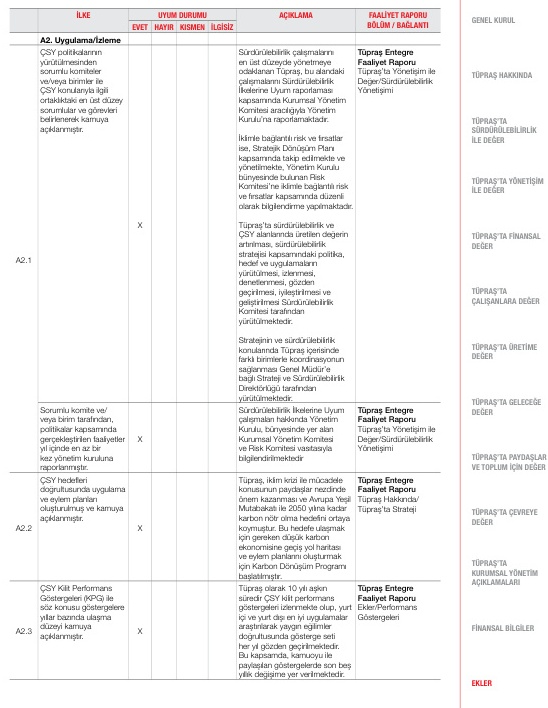 İLKE
UYUM DURUMU
EVET HAYIR KISMEN İLGİSİZ
AÇIKLAMA
FAALİYET RAPORU
BÖLÜM / BAĞLANTI
A2. Uygulama/İzleme
A2.1
ÇSY politikalarının
yürütülmesinden
sorumlu komiteler
ve/veya birimler ile
ÇSY konularıyla ilgili
ortaklıktaki en üst düzey
sorumlular ve görevleri
belirlenerek kamuya
açıklanmıştır.
X
Sürdürülebilirlik çalışmalarını
en üst düzeyde yönetmeye
odaklanan Tüpraş, bu alandaki
çalışmalarını Sürdürülebilirlik
İlkelerine Uyum raporlaması
kapsamında Kurumsal Yönetim
Komitesi aracılığıyla Yönetim
Kurulu'na raporlamaktadır.
İklimle bağlantılı risk ve fırsatlar
ise, Stratejik Dönüşüm Planı
kapsamında takip edilmekte ve
yönetilmekte, Yönetim Kurulu
bünyesinde bulunan Risk
Komitesi'ne iklimle bağlantılı risk
ve fırsatlar kapsamında düzenli
olarak bilgilendirme yapılmaktadır.
Tüpraş'ta sürdürülebilirlik ve
ÇSY alanlarında üretilen değerin
artırılması, sürdürülebilirlik
stratejisi kapsamındaki politika,
hedef ve uygulamaların
yürütülmesi, izlenmesi,
denetlenmesi, gözden
geçirilmesi, iyileştirilmesi ve
geliştirilmesi Sürdürülebilirlik
Komitesi tarafından
yürütülmektedir.
Stratejinin ve sürdürülebilirlik
konularında Tüpraş içerisinde
farklı birimlerle koordinasyonun
sağlanması Genel Müdür'e
bağlı Strateji ve Sürdürülebilirlik
Direktörlüğü tarafından
yürütülmektedir.
Tüpraş Entegre
Faaliyet Raporu
Tüpraş'ta Yönetişim ile
Değer/Sürdürülebilirlik
Yönetişimi
Sorumlu komite ve/
veya birim tarafından,
politikalar kapsamında
gerçekleştirilen faaliyetler
yıl içinde en az bir
kez yönetim kuruluna
raporlanmıştır.
X
Sürdürülebilirlik İlkelerine Uyum
çalışmaları hakkında Yönetim
Kurulu, bünyesinde yer alan
Kurumsal Yönetim Komitesi
ve Risk Komitesi vasıtasıyla
bilgilendirilmektedir
Tüpraş Entegre
Faaliyet Raporu
Tüpraş'ta Yönetişim ile
Değer/Sürdürülebilirlik
Yönetişimi
A2.2
ÇSY hedefleri
doğrultusunda uygulama
ve eylem planları
oluşturulmuş ve kamuya
açıklanmıştır.
X
Tüpraş, iklim krizi ile mücadele
konusunun paydaşlar nezdinde
önem kazanması ve Avrupa Yeşil
Mutabakatı ile 2050 yılına kadar
karbon nötr olma hedefini ortaya
koymuştur. Bu hedefe ulaşmak
için gereken düşük karbon
ekonomisine geçiş yol haritası
ve eylem planlarını oluşturmak
için Karbon Dönüşüm Programı
başlatılmıştır.
Tüpraş Entegre
Faaliyet Raporu
Tüpraş Hakkında/
Tüpraş'ta Strateji
A2.3
ÇSY Kilit Performans
Göstergeleri (KPG) ile
söz konusu göstergelere
yıllar bazında ulaşma
düzeyi kamuya
açıklanmıştır.
X
Tüpraş olarak 10 yılı aşkın
süredir ÇSY kilit performans
göstergeleri izlenmekte olup, yurt
içi ve yurt dışı en iyi uygulamalar
araştırılarak yaygın eğilimler
doğrultusunda gösterge seti
her yıl gözden geçirilmektedir.
Bu kapsamda, kamuoyu ile
paylaşılan göstergelerde son beş
yıllık değişime yer verilmektedir.
Tüpraş Entegre
Faaliyet Raporu
Ekler/Performans
Göstergeleri
GENEL KURUL
TÜPRAŞ HAKKINDA
TÜPRAŞ'TA
SÜRDÜRÜLEBİLİRLİK
İLE DEĞER
TÜPRAŞ'TA YÖNETİŞİM
İLE DEĞER
TÜPRAŞ'TA FİNANSAL
DEĞER
TÜPRAŞ'TA
ÇALIŞANLARA DEĞER
TÜPRAŞ'TA ÜRETİME
DEĞER
TÜPRAŞ'TA GELECEĞE
DEĞER
TÜPRAŞ'TA PAYDAŞLAR
VE TOPLUM İÇİN DEĞER
TÜPRAŞ'TA ÇEVREYE
DEĞER
TÜPRAŞ'TA
KURUMSAL YÖNETİM
AÇIKLAMALARI
FİNANSAL BİLGİLER
EKLER